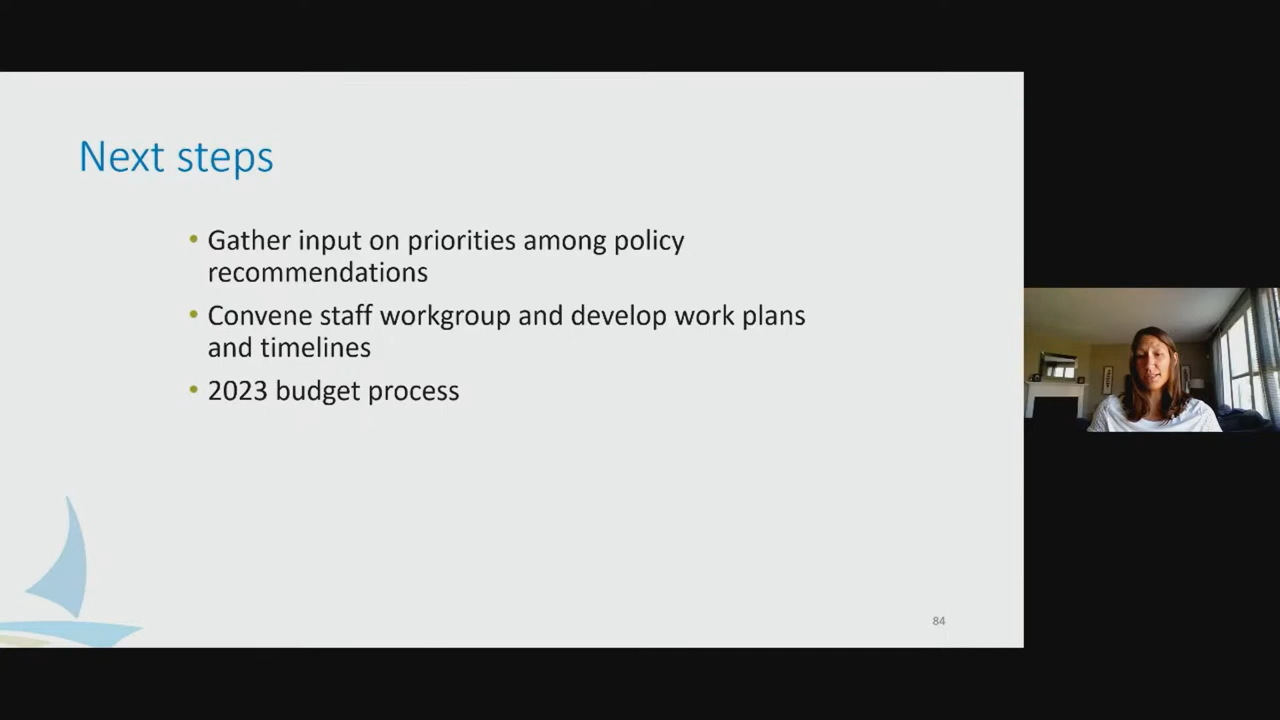 Next steps
• Gather input on priorities among policy
recommendations
• Convene staff workgroup and develop work plans
and timelines
• 2023 budget process
84